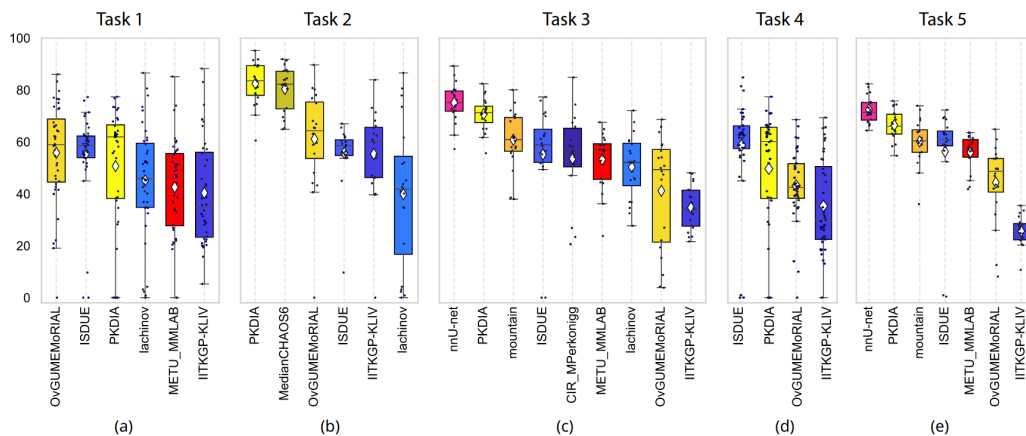 Task 1
Task 2
Task 3
Task 4
Task 5
100
80
60
40
20
0
OvGUMEMoRIAL
ISDUE
PKDIA
lachinov
METU_MMLAB
IITKGP-KLIV
PKDIA
MedianCHAOS6
OvGUMEMoRIAL
ISDUE
IITKGP-KLIV
lachinov
nnU-net
PKDIA
mountain
ISDUE
CIR_MPerkonigg
METU_MMLAB
lachinov
OvGUMEMoRIAL
IITKGP-KLIV
ISDUE
PKDIA
OvGUMEMoRIAL
IITKGP-KLIV
nnU-net
PKDIA
mountain
ISDUE
METU_MMLAB
OvGUMEMoRIAL
IITKGP-KLIV
(a)
(b)
(c)
(d)
(e)